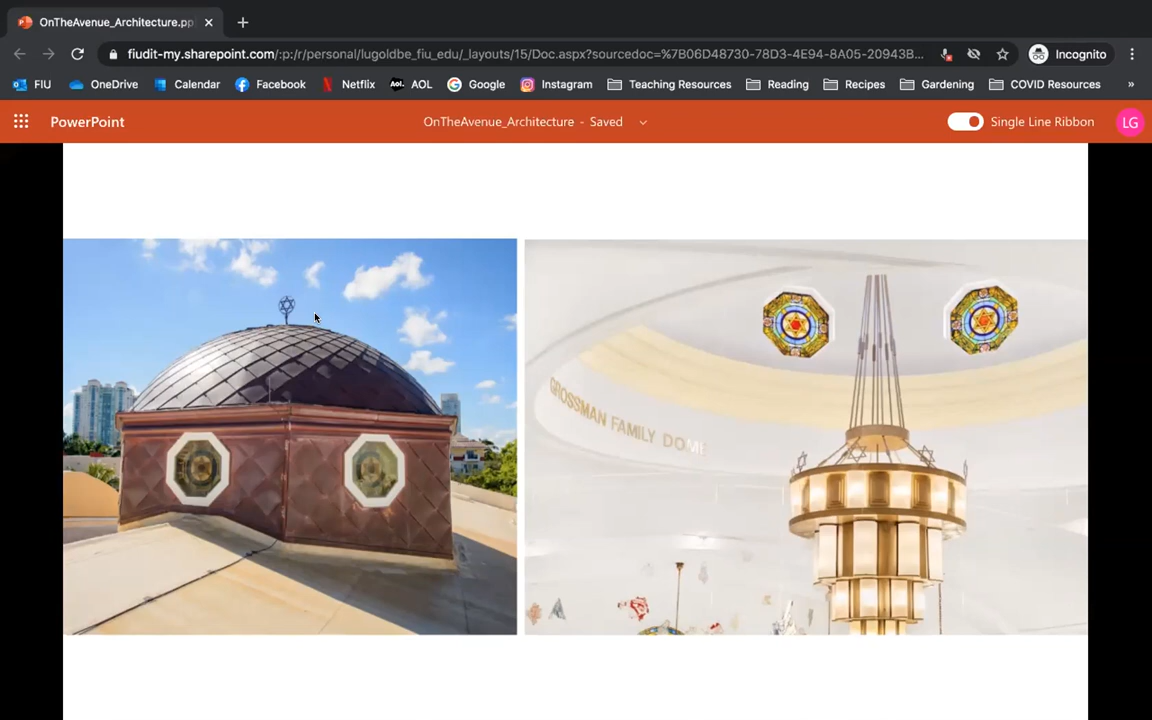 OnTheAvenue_Architecture.pp
fiudit-my.sharepoint.com/:p:/r/personal/lugoldbe_fiu_edu/_layouts/15/Doc.aspx?sourcedoc=%7B06D48730-78D3-4E94-8A05-20943B...
Incognito
FIU OneDrive Calendar Facebook Netflix Aol. AOL Google Instagram Teaching Resources Reading Recipes Gardening COVID Resources »
PowerPoint
OnTheAvenue_Architecture - Saved
Single Line Ribbon
LG
GROSSMAN FAMILY DOME